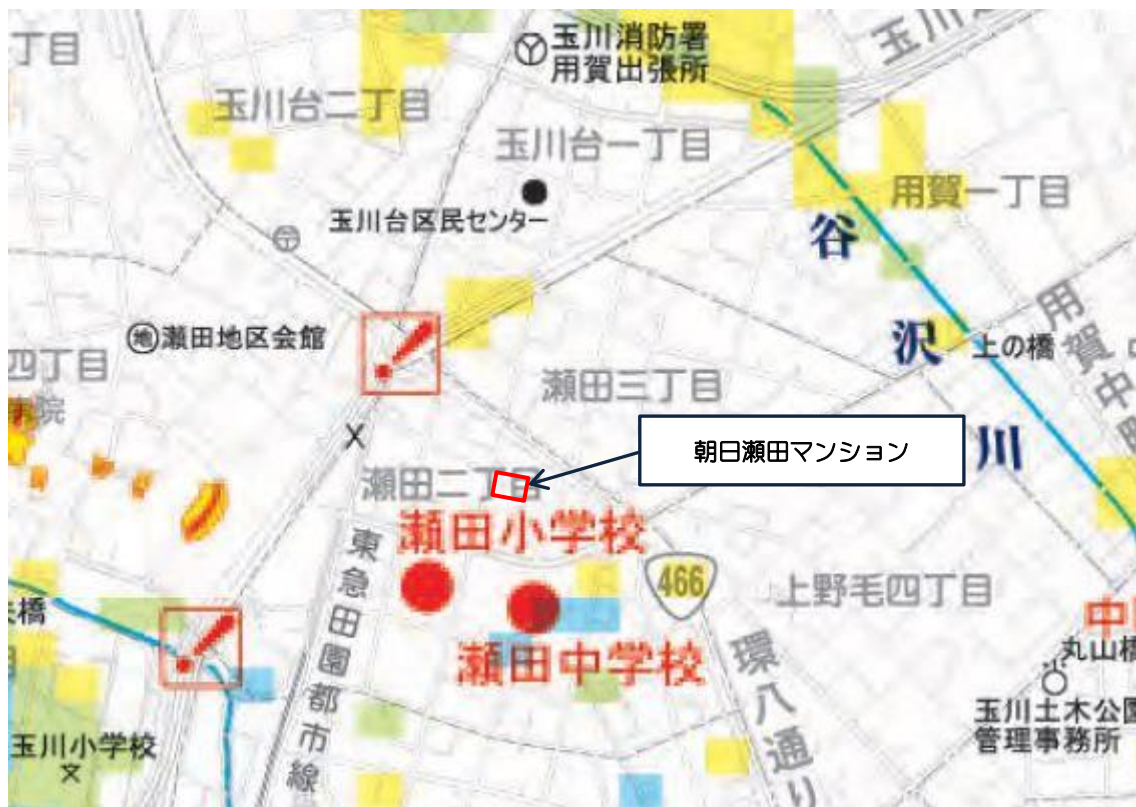 丁目
玉川消防署
用賀出張所
玉川
玉川台二丁目
玉川台一丁目
用賀一丁目
玉川台区民センター
谷
沢
川
瀬田地区会館
地
上の橋
用賀中町
四丁目
院
瀬田三丁目
朝日瀬田マンション
瀬田二丁目
瀬田小学校
東急田園都市線
466
上野毛四丁目
橋
瀬田中学校
環八通り
中
丸山橋
玉川土木公園
管理事務所
玉川小学校
文